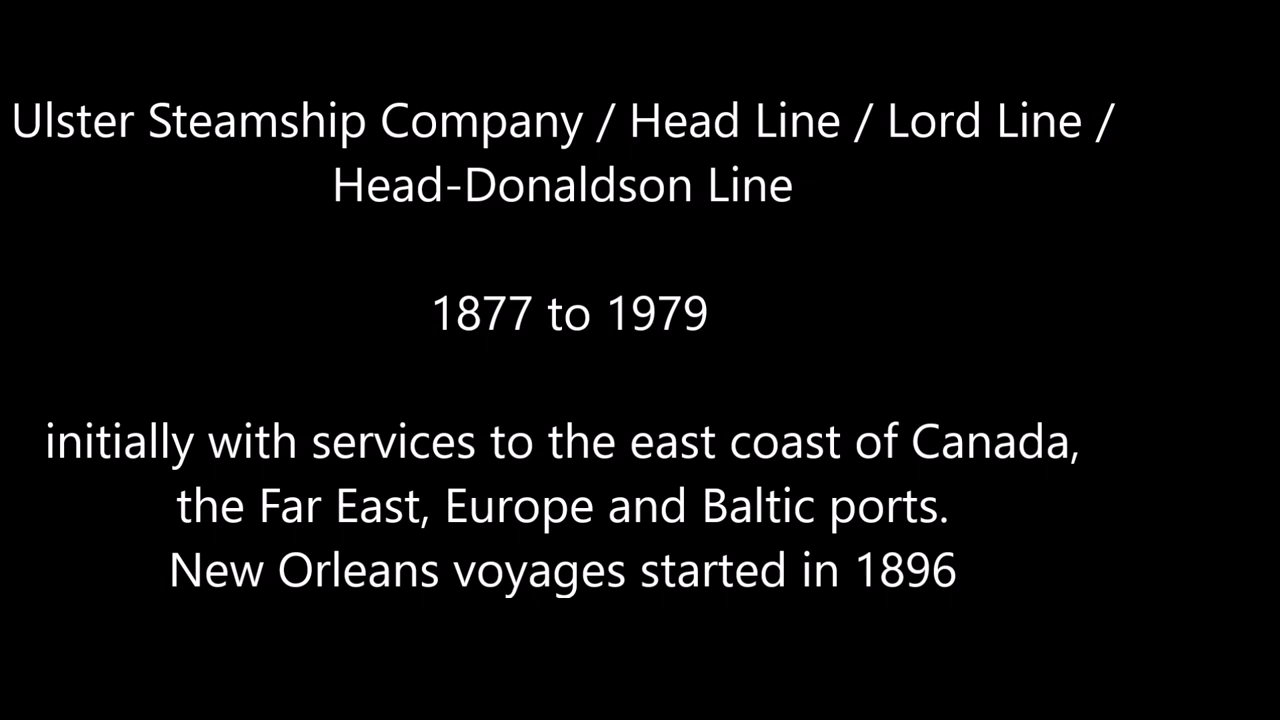 Ulster Steamship Company / Head Line / Lord Line /
Head-Donaldson Line
1877 to 1979
initially with services to the east coast of Canada,
the Far East, Europe and Baltic ports.
New Orleans voyages started in 1896